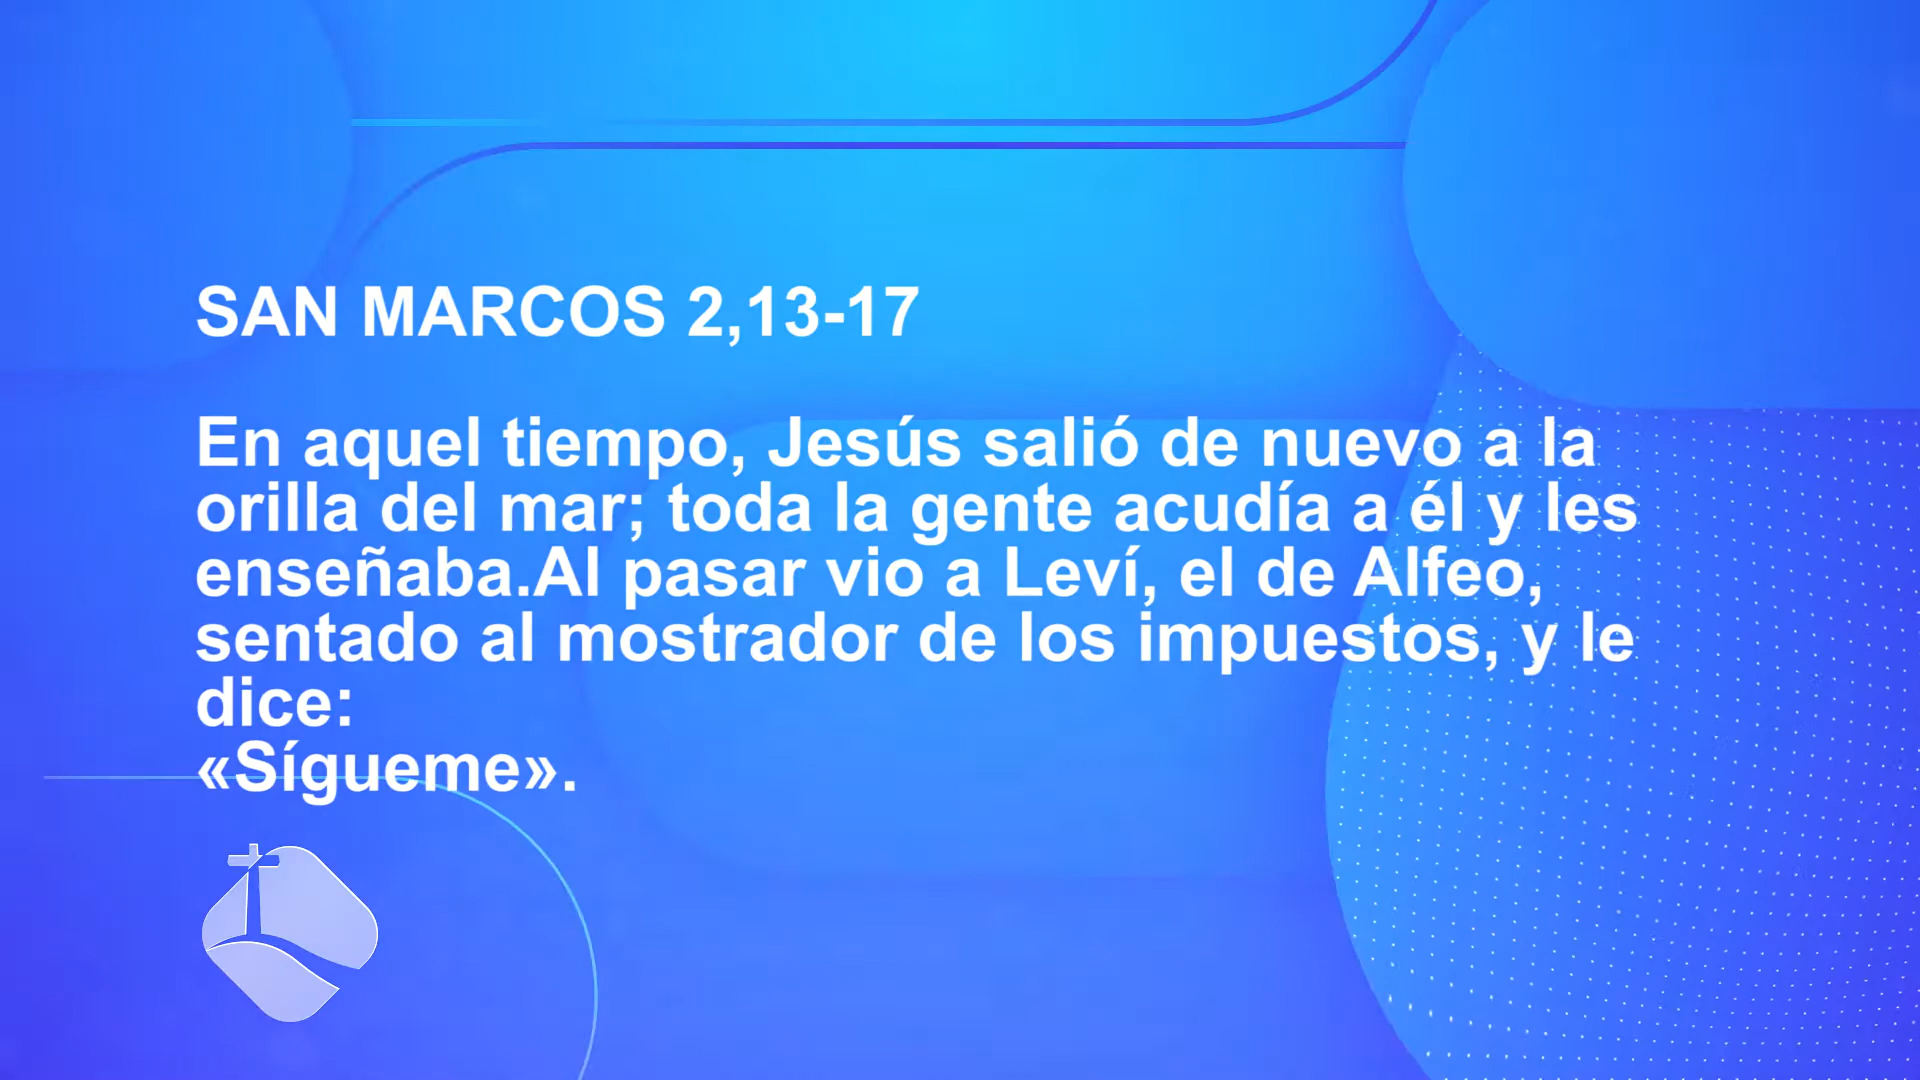 SAN MARCOS 2,13-17
En aquel tiempo, Jesús salió de nuevo a la
orilla del mar; toda la gente acudía a él y les
enseñaba.Al pasar vio a Leví, el de Alfeo,
sentado al mostrador de los impuestos, y le
dice:
«Sígueme».